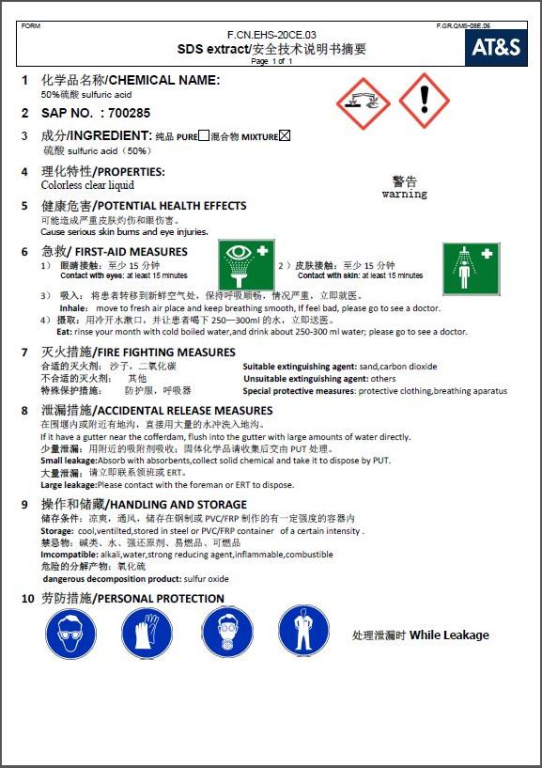 FORM
F.GR.QMS-08E.06
F.CN.EHS-20CE.03
SDS extract/安全技术说明书摘要
Page 1 of 1
AT&S
1 化学品名称/CHEMICAL NAME:
50%硫酸 sulfuric acid
2 SAP NO. : 700285
3 成分/INGREDIENT: 纯品 PURE☐混合物 MIXTURE☒
硫酸 sulfuric acid（50%）
4 理化特性/PROPERTIES:
Colorless clear liquid
警告
warning
5 健康危害/POTENTIAL HEALTH EFFECTS
可能造成严重皮肤灼伤和眼伤害。
Cause serious skin burns and eye injuries.
6 急救/ FIRST-AID MEASURES
1） 眼睛接触：至少 15 分钟
Contact with eyes: at least 15 minutes
2 ）皮肤接触：至少 15 分钟
Contact with skin: at least 15 minutes
3） 吸入： 将患者转移到新鲜空气处，保持呼吸顺畅，情况严重，立即就医。
Inhale： move to fresh air place and keep breathing smooth, If feel bad, please go to see a doctor.
4）摄取：用冷开水漱口，并让患者喝下 250—300ml 的水，立即送医。
Eat: rinse your month with cold boiled water,and drink about 250-300 ml water; please go to see a doctor.
7 灭火措施/FIRE FIGHTING MEASURES
合适的灭火剂：沙子，二氧化碳 Suitable extinguishing agent: sand,carbon dioxide
不合适的灭火剂： 其他 Unsuitable extinguishing agent: others
特殊保护措施： 防护服，呼吸器 Special protective measures: protective clothing,breathing aparatus
8 泄漏措施/ACCIDENTAL RELEASE MEASURES
在围堰内或附近有地沟，直接用大量的水冲洗入地沟。
If it have a gutter near the cofferdam, flush into the gutter with large amounts of water directly.
少量泄漏：用附近的吸附剂吸收；固体化学品请收集后交由 PUT 处理。
Small leakage:Absorb with absorbents,collect solid chemical and take it to dispose by PUT.
大量泄漏：请立即联系领班或 ERT。
Large leakage:Please contact with the foreman or ERT to dispose.
9 操作和储藏/HANDLING AND STORAGE
储存条件：凉爽，通风，储存在钢制或 PVC/FRP 制作的有一定强度的容器内
Storage: cool,ventilted,stored in steel or PVC/FRP container of a certain intensity .
禁忌物：碱类、水、强还原剂、易燃品、可燃品
Imcompatible: alkali,water,strong reducing agent,inflammable,combustible
危险的分解产物：氧化硫
dangerous decomposition product: sulfur oxide
10 劳防措施/PERSONAL PROTECTION
处理泄漏时 While Leakage